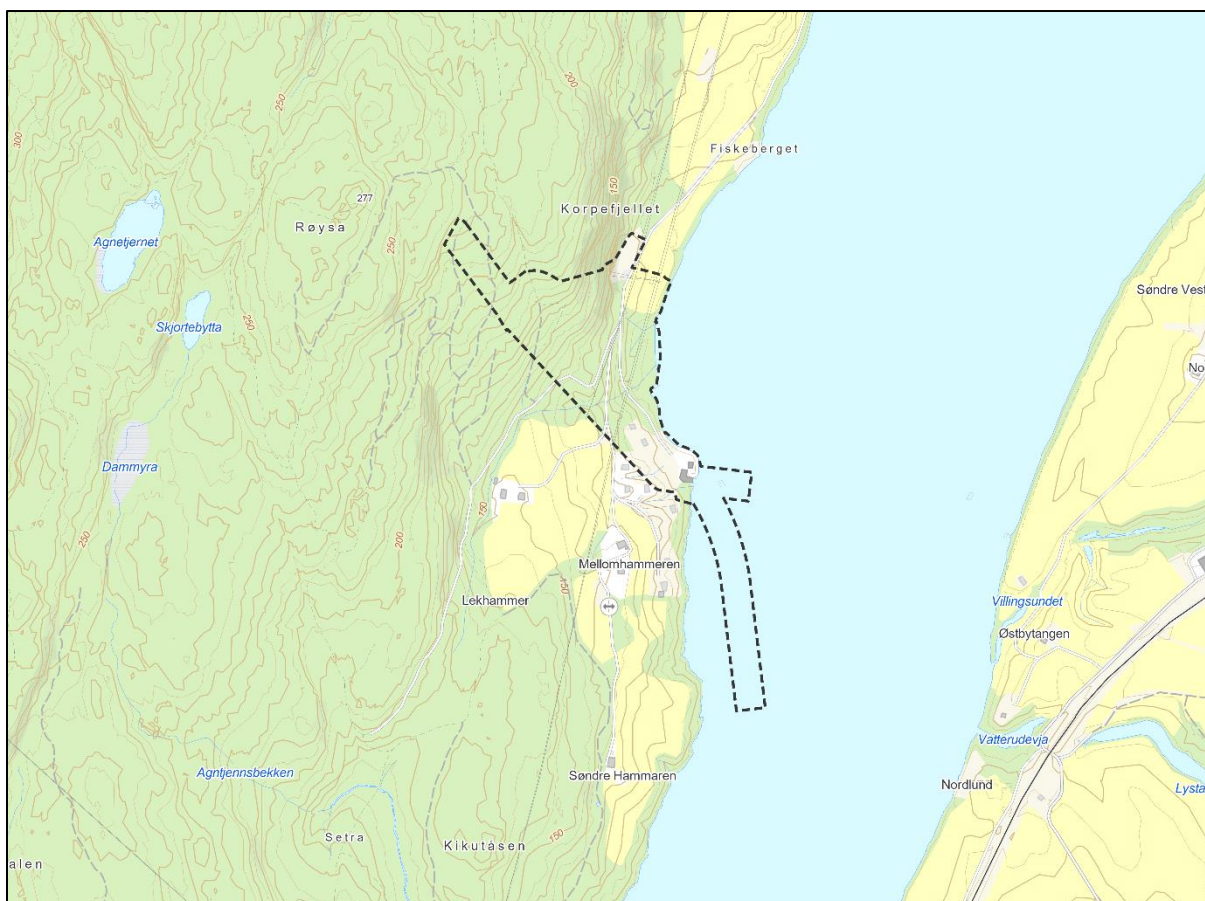 200
250
300
150
Fiskeberget
277
Korpefjellet
Røysa
Agnetjernet
250
250
Søndre Vest
Skjortebytta
No
Dammyra
150
200
250
Mellomhammeren
150
Lekhammer
Villingsundet
Østbytangen
Vatterudevja
Agntjennsbekken
Søndre Hammaren
Nordlund
Lysta
Setra
Kikutåsen
150
alen